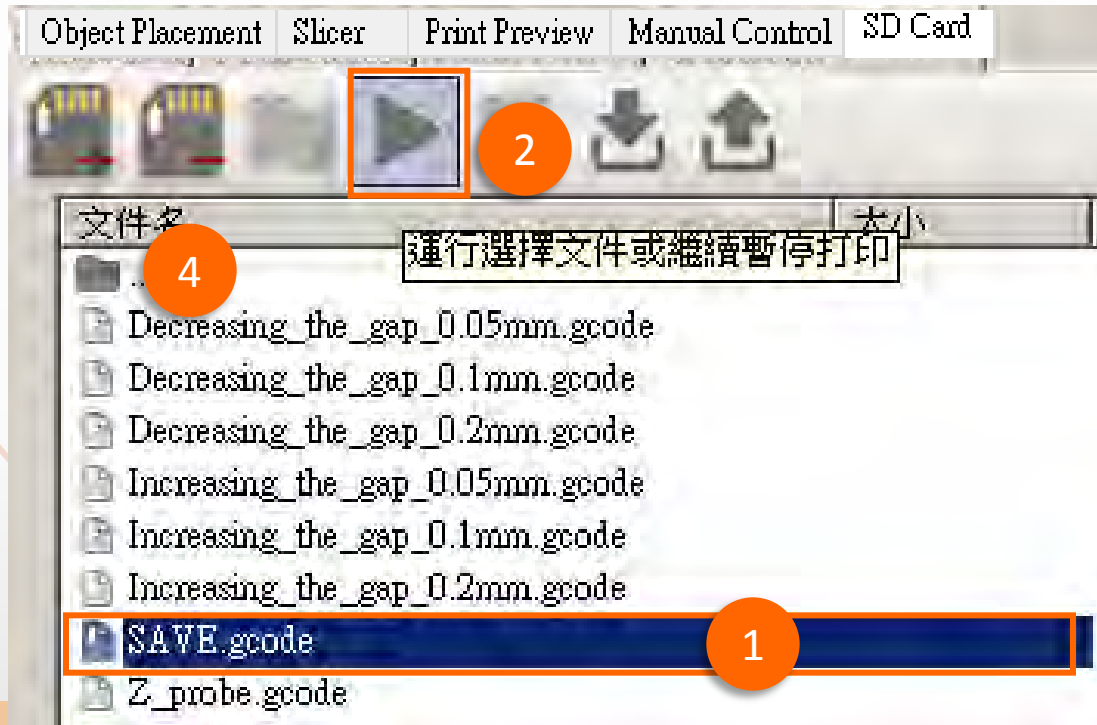 Object Placement Slicer Print Preview Manual Control SD Card
2
文件名 大小
運行選擇文件或繼續暫停打印
4
..
Decreasing_the_gap_0.05mm.gcode
Decreasing_the_gap_0.1mm.gcode
Decreasing_the_gap_0.2mm.gcode
Increasing_the_gap_0.05mm.gcode
Increasing_the_gap_0.1mm.gcode
Increasing_the_gap_0.2mm.gcode
SAVE.gcode 1
Z_probe.gcode